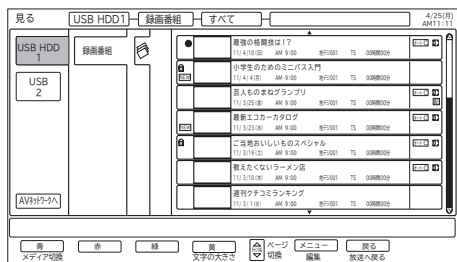 見る USB HDD1 録画番組 すべて 4/25(月)
AM11:11
USB HDD
1
USB
2
AVネットワークへ
録画番組
最強の格闘技は!?
11/4/10(日) AM 9:00 地デジ001 TS 00時間00分
小学生のためのミニバス入門
11/4/4(月) AM 9:00 地デジ001 TS 00時間00分
芸人ものまねグランプリ
11/3/25(金) AM 9:00 地デジ001 TS 00時間00分
最新エコカーカタログ
11/3/23(水) AM 9:00 地デジ001 TS 00時間00分
ご当地おいしいものスペシャル
11/3/19(土) AM 9:00 地デジ001 TS 00時間00分
教えたくないラーメン店
11/3/10(木) AM 9:00 地デジ001 TS 00時間00分
週刊クチコミランキング
11/3/1(火) AM 9:00 地デジ001 TS 00時間00分
青 赤 緑 黄 ページ メニュー 戻る
メディア切換 文字の大きさ 切換 編集 放送へ戻る